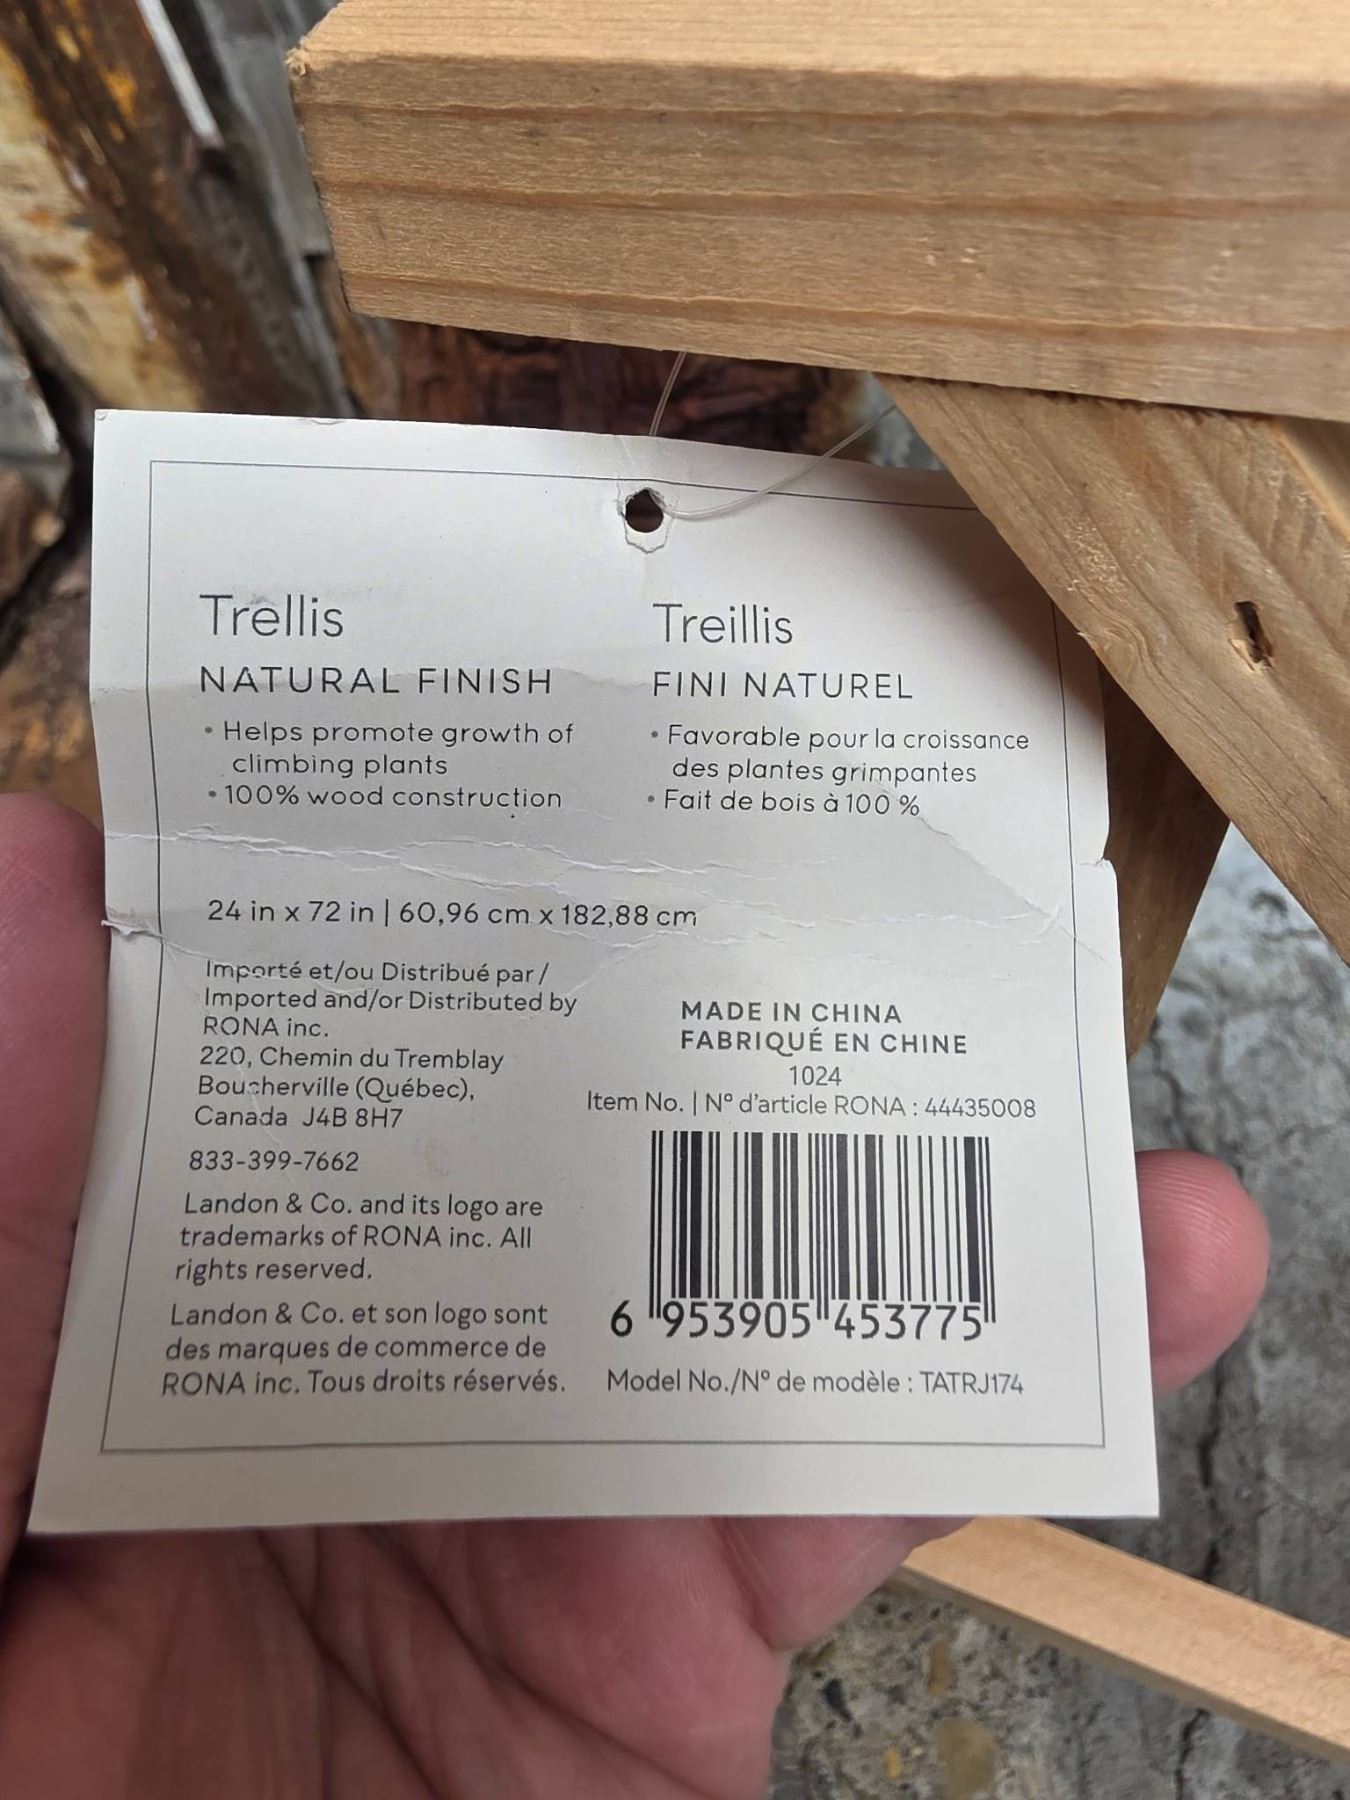 Trellis
NATURAL FINISH
• Helps promote growth of
climbing plants
• 100% wood construction
Treillis
FINI NATUREL
• Favorable pour la croissance
des plantes grimpantes
• Fait de bois à 100 %
24 in x 72 in | 60,96 cm x 182,88 cm
Importé et/ou Distribué par /
Imported and/or Distributed by
RONA inc.
220, Chemin du Tremblay
Boucherville (Québec),
Canada J4B 8H7
833-399-7662
Landon & Co. and its logo are
trademarks of RONA inc. All
rights reserved.
Landon & Co. et son logo sont
des marques de commerce de
RONA inc. Tous droits réservés.
MADE IN CHINA
FABRIQUÉ EN CHINE
1024
Item No. | Nº d'article RONA : 44435008
6 953905 453775
Model No./Nº de modèle : TATRJ174